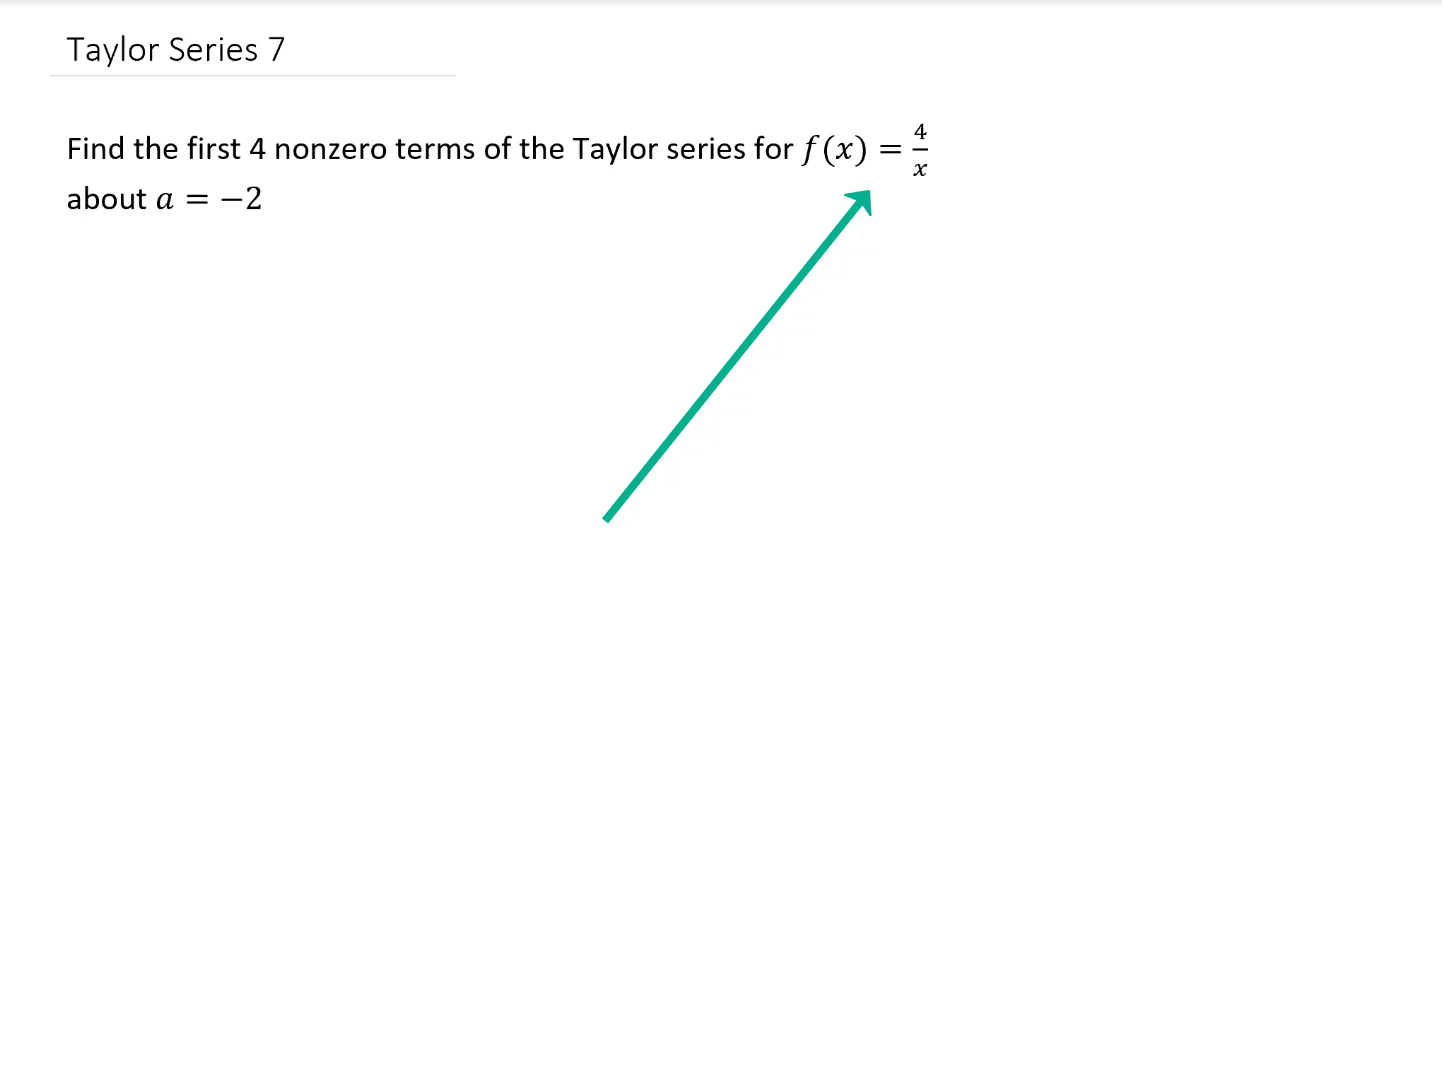 Taylor Series 7
Find the first 4 nonzero terms of the Taylor series for f(x) = 4/x
about a = −2